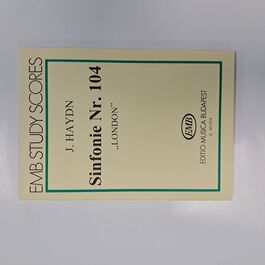 EMB STUDY SCORES
J. HAYDN
Sinfonie Nr. 104
„LONDON”
EMB
EDITIO MUSICA BUDAPEST